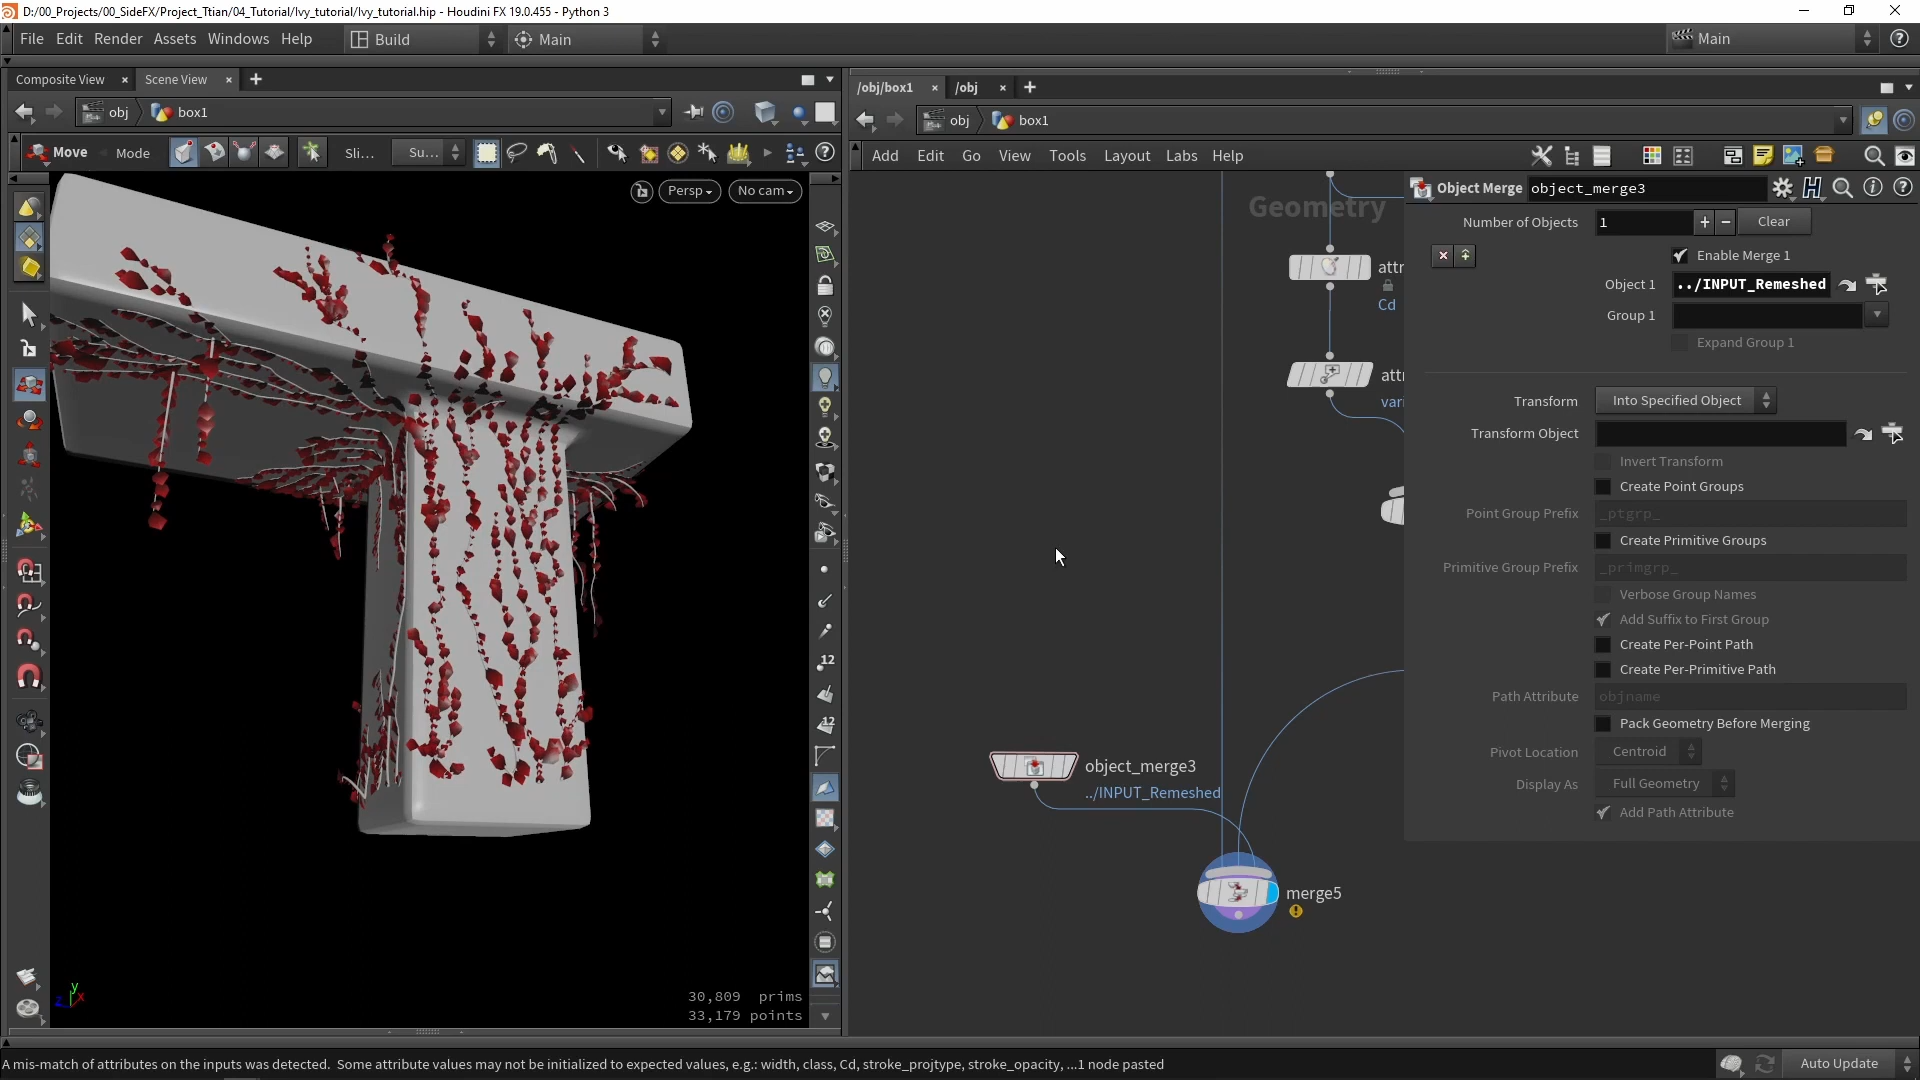 D:/00_Projects/00_SideFX/Project_Ttian/04_Tutorial/Ivy_tutorial/Ivy_tutorial.hip - Houdini FX 19.0.455 - Python 3
File Edit Render Assets Windows Help Build Main Main
Composite View × Scene View × +
obj box1
Move Mode Sli... Su...
Persp No cam
12
12
y
z x
30,809 prims
33,179 points
/obj/box1 × /obj × +
obj box1
Add Edit Go View Tools Layout Labs Help
Geometry
attr
Cd
attr
vari
object_merge3
../INPUT_Remeshed
merge5
Object Merge object_merge3
Number of Objects 1 + − Clear
Enable Merge 1
Object 1 ../INPUT_Remeshed
Group 1
Expand Group 1
Transform Into Specified Object
Transform Object
Invert Transform
Create Point Groups
Point Group Prefix _ptgrp_
Create Primitive Groups
Primitive Group Prefix _primgrp_
Verbose Group Names
Add Suffix to First Group
Create Per-Point Path
Create Per-Primitive Path
Path Attribute objname
Pack Geometry Before Merging
Pivot Location Centroid
Display As Full Geometry
Add Path Attribute
A mis-match of attributes on the inputs was detected. Some attribute values may not be initialized to expected values, e.g.: width, class, Cd, stroke_projtype, stroke_opacity, ...1 node pasted
Auto Update